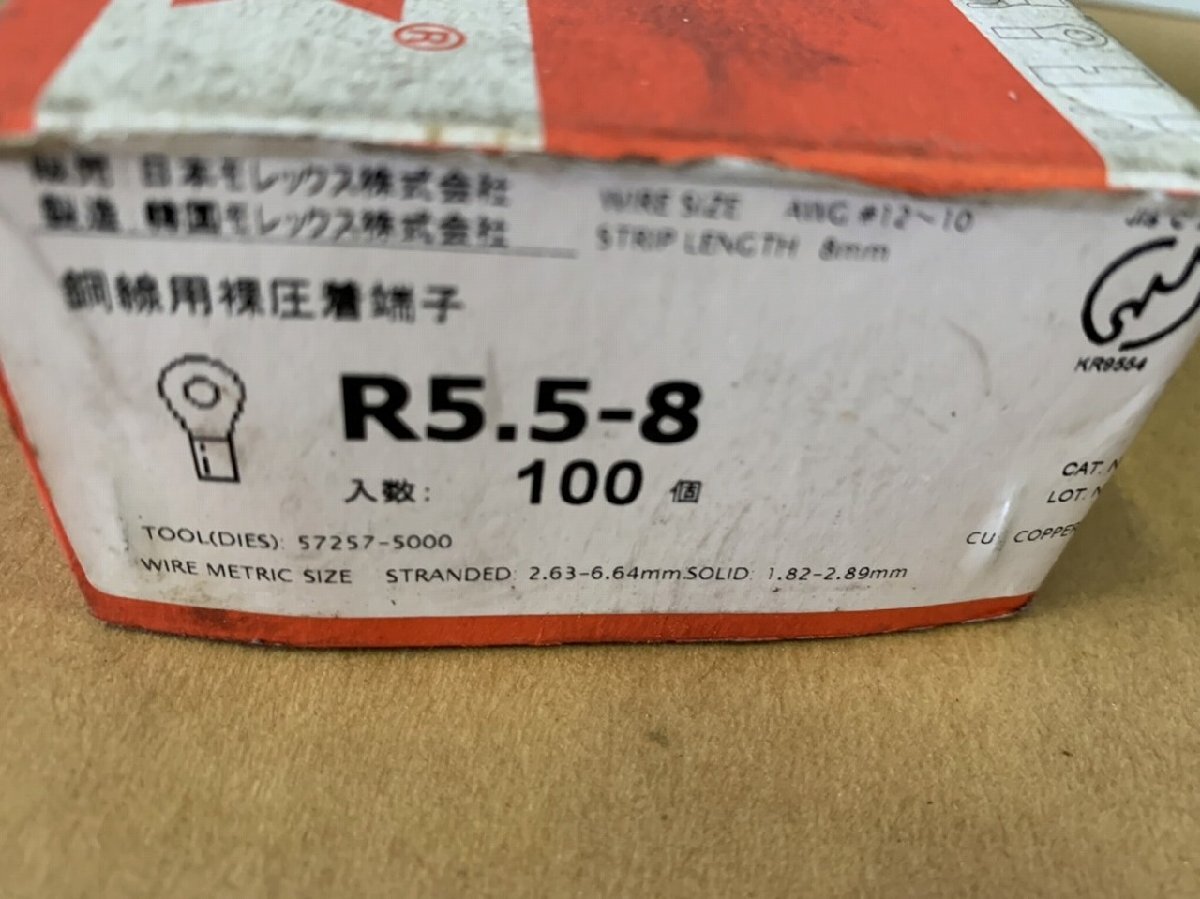 ®
販売 日本モレックス株式会社
製造 韓国モレックス株式会社
WIRE SIZE AWG #12~10
STRIP LENGTH 8mm
銅線用裸圧着端子
KR9554
R5.5-8
入数: 100 個
CAT.
LOT.
TOOL(DIES): 57257-5000
CU COPPER
WIRE METRIC SIZE STRANDED: 2.63-6.64mm SOLID: 1.82-2.89mm